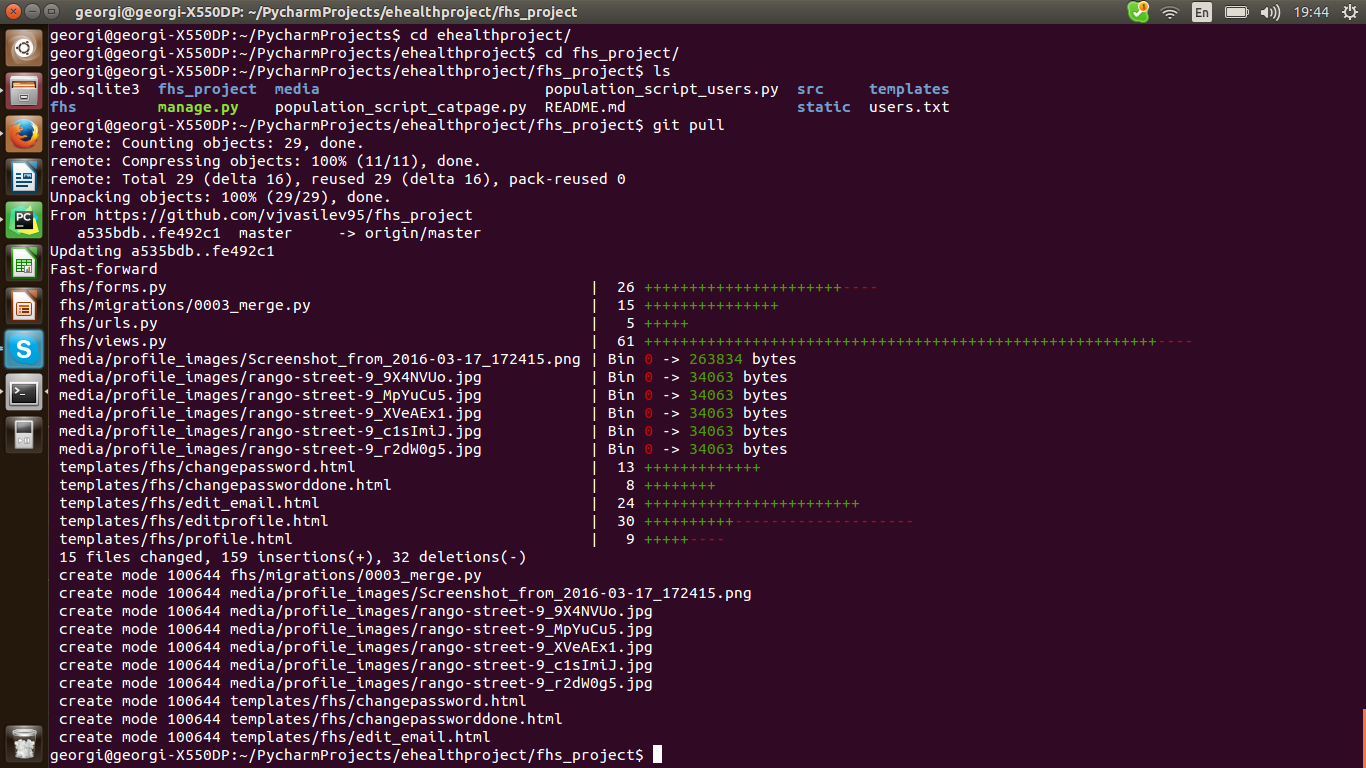 georgi@georgi-X550DP: ~/PycharmProjects/ehealthproject/fhs_project
En
19:44
georgi@georgi-X550DP:~/PycharmProjects$ cd ehealthproject/
georgi@georgi-X550DP:~/PycharmProjects/ehealthproject$ cd fhs_project/
georgi@georgi-X550DP:~/PycharmProjects/ehealthproject/fhs_project$ ls
db.sqlite3  fhs_project  media                         population_script_users.py  src     templates
fhs         manage.py    population_script_catpage.py  README.md                   static  users.txt
georgi@georgi-X550DP:~/PycharmProjects/ehealthproject/fhs_project$ git pull
remote: Counting objects: 29, done.
remote: Compressing objects: 100% (11/11), done.
remote: Total 29 (delta 16), reused 29 (delta 16), pack-reused 0
Unpacking objects: 100% (29/29), done.
From https://github.com/vjvasilev95/fhs_project
   a535bdb..fe492c1  master     -> origin/master
Updating a535bdb..fe492c1
Fast-forward
 fhs/forms.py                                              |  26 ++++++++++++++++++++++----
 fhs/migrations/0003_merge.py                              |  15 +++++++++++++++
 fhs/urls.py                                               |   5 +++++
 fhs/views.py                                              |  61 +++++++++++++++++++++++++++++++++++++++++++++++++++++++++----
 media/profile_images/Screenshot_from_2016-03-17_172415.png | Bin 0 -> 263834 bytes
 media/profile_images/rango-street-9_9X4NVUo.jpg            | Bin 0 -> 34063 bytes
 media/profile_images/rango-street-9_MpYuCu5.jpg            | Bin 0 -> 34063 bytes
 media/profile_images/rango-street-9_XVeAEx1.jpg            | Bin 0 -> 34063 bytes
 media/profile_images/rango-street-9_c1sImiJ.jpg            | Bin 0 -> 34063 bytes
 media/profile_images/rango-street-9_r2dW0g5.jpg            | Bin 0 -> 34063 bytes
 templates/fhs/changepassword.html                          |  13 +++++++++++++
 templates/fhs/changepassworddone.html                      |   8 ++++++++
 templates/fhs/edit_email.html                              |  24 ++++++++++++++++++++++++
 templates/fhs/editprofile.html                             |  30 ++++++++++--------------------
 templates/fhs/profile.html                                 |   9 +++++----
 15 files changed, 159 insertions(+), 32 deletions(-)
 create mode 100644 fhs/migrations/0003_merge.py
 create mode 100644 media/profile_images/Screenshot_from_2016-03-17_172415.png
 create mode 100644 media/profile_images/rango-street-9_9X4NVUo.jpg
 create mode 100644 media/profile_images/rango-street-9_MpYuCu5.jpg
 create mode 100644 media/profile_images/rango-street-9_XVeAEx1.jpg
 create mode 100644 media/profile_images/rango-street-9_c1sImiJ.jpg
 create mode 100644 media/profile_images/rango-street-9_r2dW0g5.jpg
 create mode 100644 templates/fhs/changepassword.html
 create mode 100644 templates/fhs/changepassworddone.html
 create mode 100644 templates/fhs/edit_email.html
georgi@georgi-X550DP:~/PycharmProjects/ehealthproject/fhs_project$
PC
S